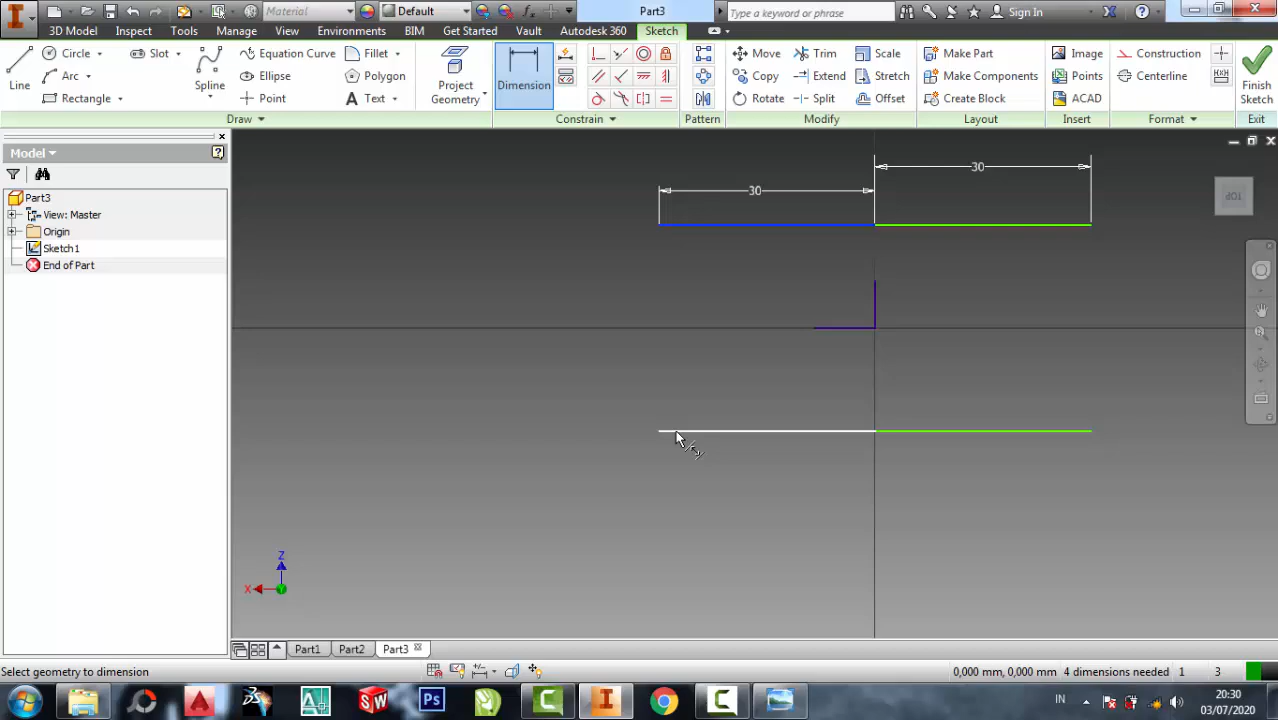 Material
Default
fx
Part3
Type a keyword or phrase
Sign In
3D Model
Inspect
Tools
Manage
View
Environments
BIM
Get Started
Vault
Autodesk 360
Sketch
Line
Circle
Arc
Rectangle
Slot
Spline
Equation Curve
Ellipse
Point
Fillet
Polygon
Text
Project Geometry
Dimension
Move
Copy
Rotate
Trim
Extend
Split
Scale
Stretch
Offset
Make Part
Make Components
Create Block
Image
Points
ACAD
Construction
Centerline
Finish Sketch
Draw
Constrain
Pattern
Modify
Layout
Insert
Format
Exit
Model
Part3
View: Master
Origin
Sketch1
End of Part
30
30
TOP
Z
X
Y
Part1
Part2
Part3
Select geometry to dimension
0,000 mm, 0,000 mm
4 dimensions needed
1
3
Ps
SW
IN
20:30
03/07/2020